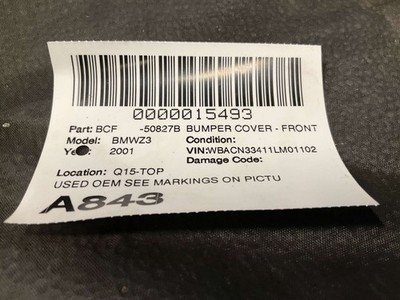 0000015493
Part: BCF -50827B BUMPER COVER - FRONT
Model: BMWZ3 Condition:
2001 VIN:WBACN33411LM01102
Damage Code:
Location: Q15-TOP
USED OEM SEE MARKINGS ON PICTU
A843